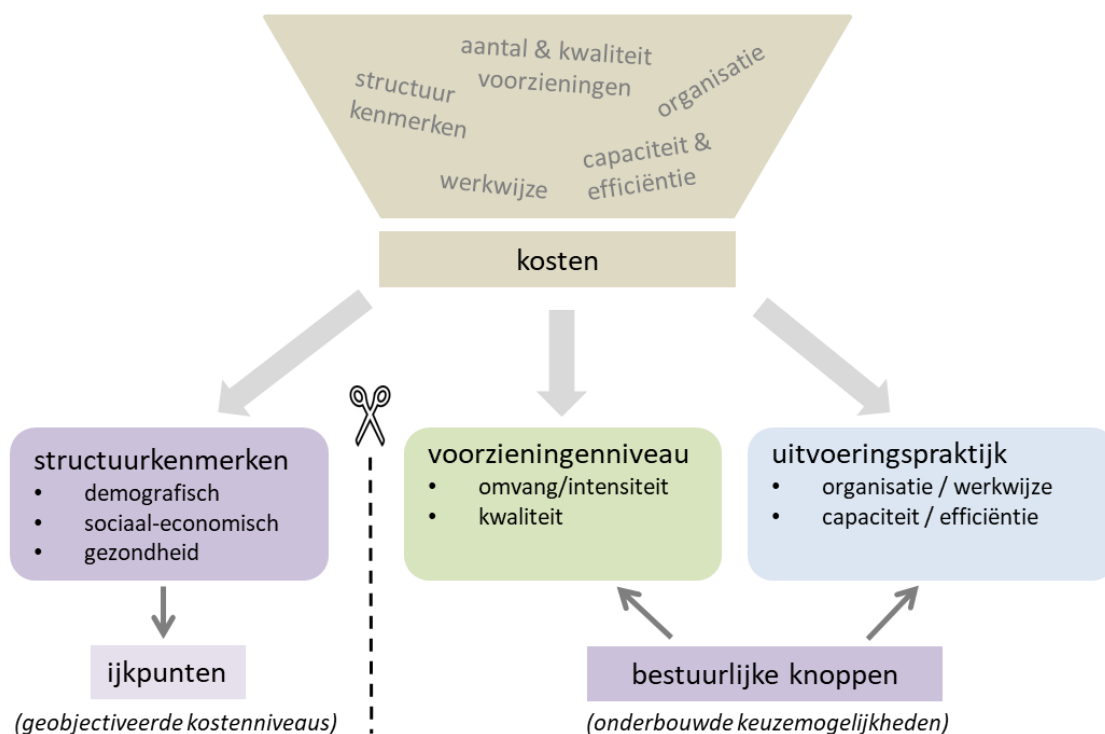 aantal & kwaliteit
voorzieningen
structuur
kenmerken
organisatie
capaciteit &
efficiëntie
werkwijze
kosten
structuurkenmerken
• demografisch
• sociaal-economisch
• gezondheid
voorzieningenniveau
• omvang/intensiteit
• kwaliteit
uitvoeringspraktijk
• organisatie / werkwijze
• capaciteit / efficiëntie
ijkpunten
(geobjectiveerde kostenniveaus)
bestuurlijke knoppen
(onderbouwde keuzemogelijkheden)